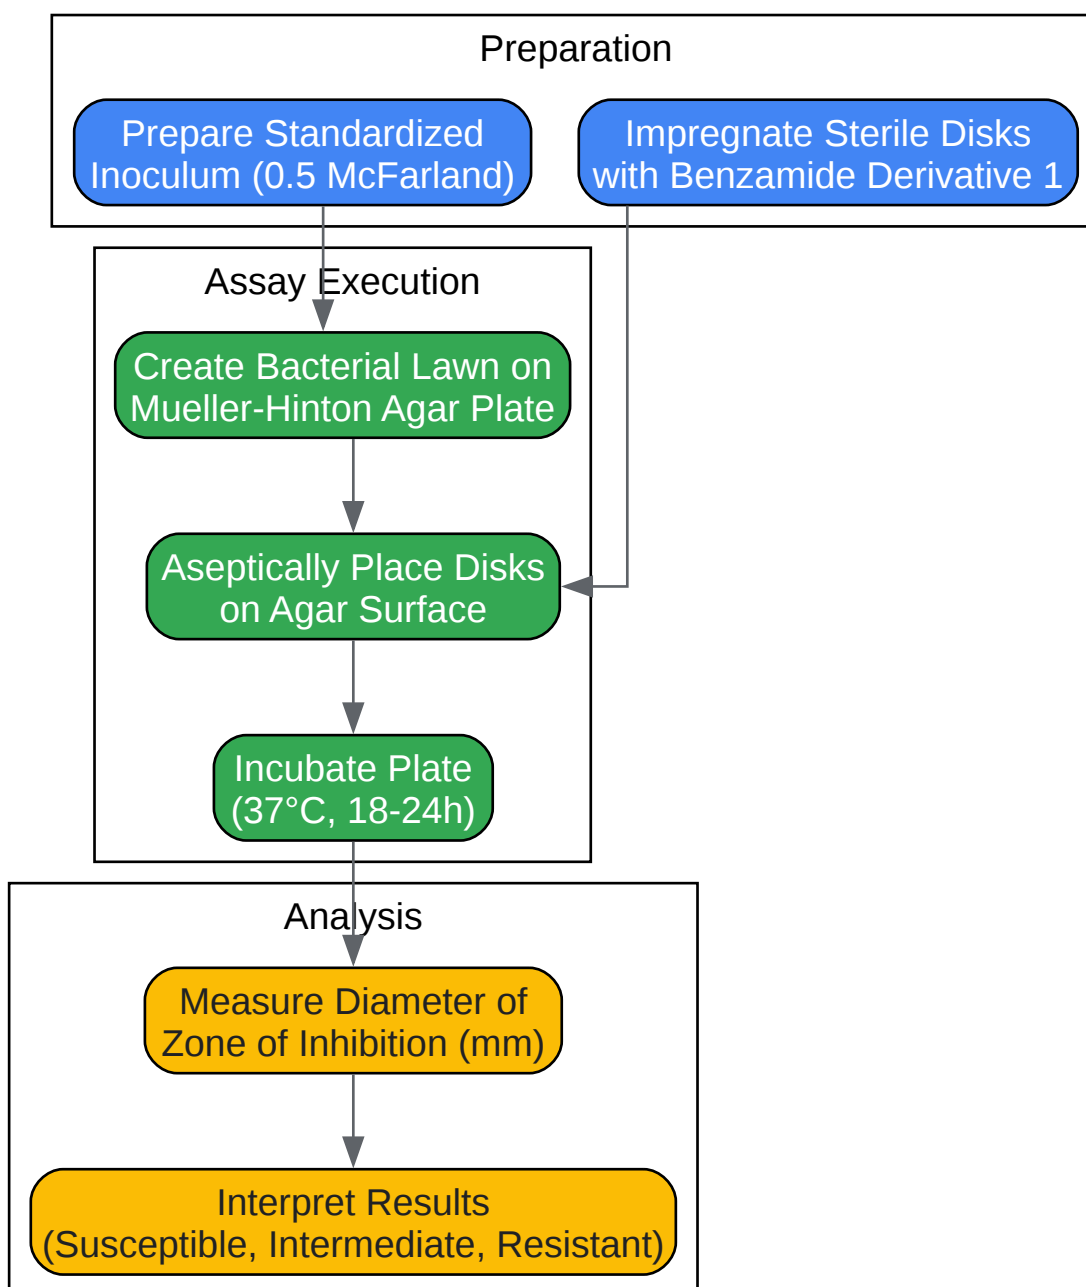 Preparation
Prepare Standardized
Inoculum (0.5 McFarland)
Impregnate Sterile Disks
with Benzamide Derivative 1
Assay Execution
Create Bacterial Lawn on
Mueller-Hinton Agar Plate
Aseptically Place Disks
on Agar Surface
Incubate Plate
(37°C, 18-24h)
Analysis
Measure Diameter of
Zone of Inhibition (mm)
Interpret Results
(Susceptible, Intermediate, Resistant)